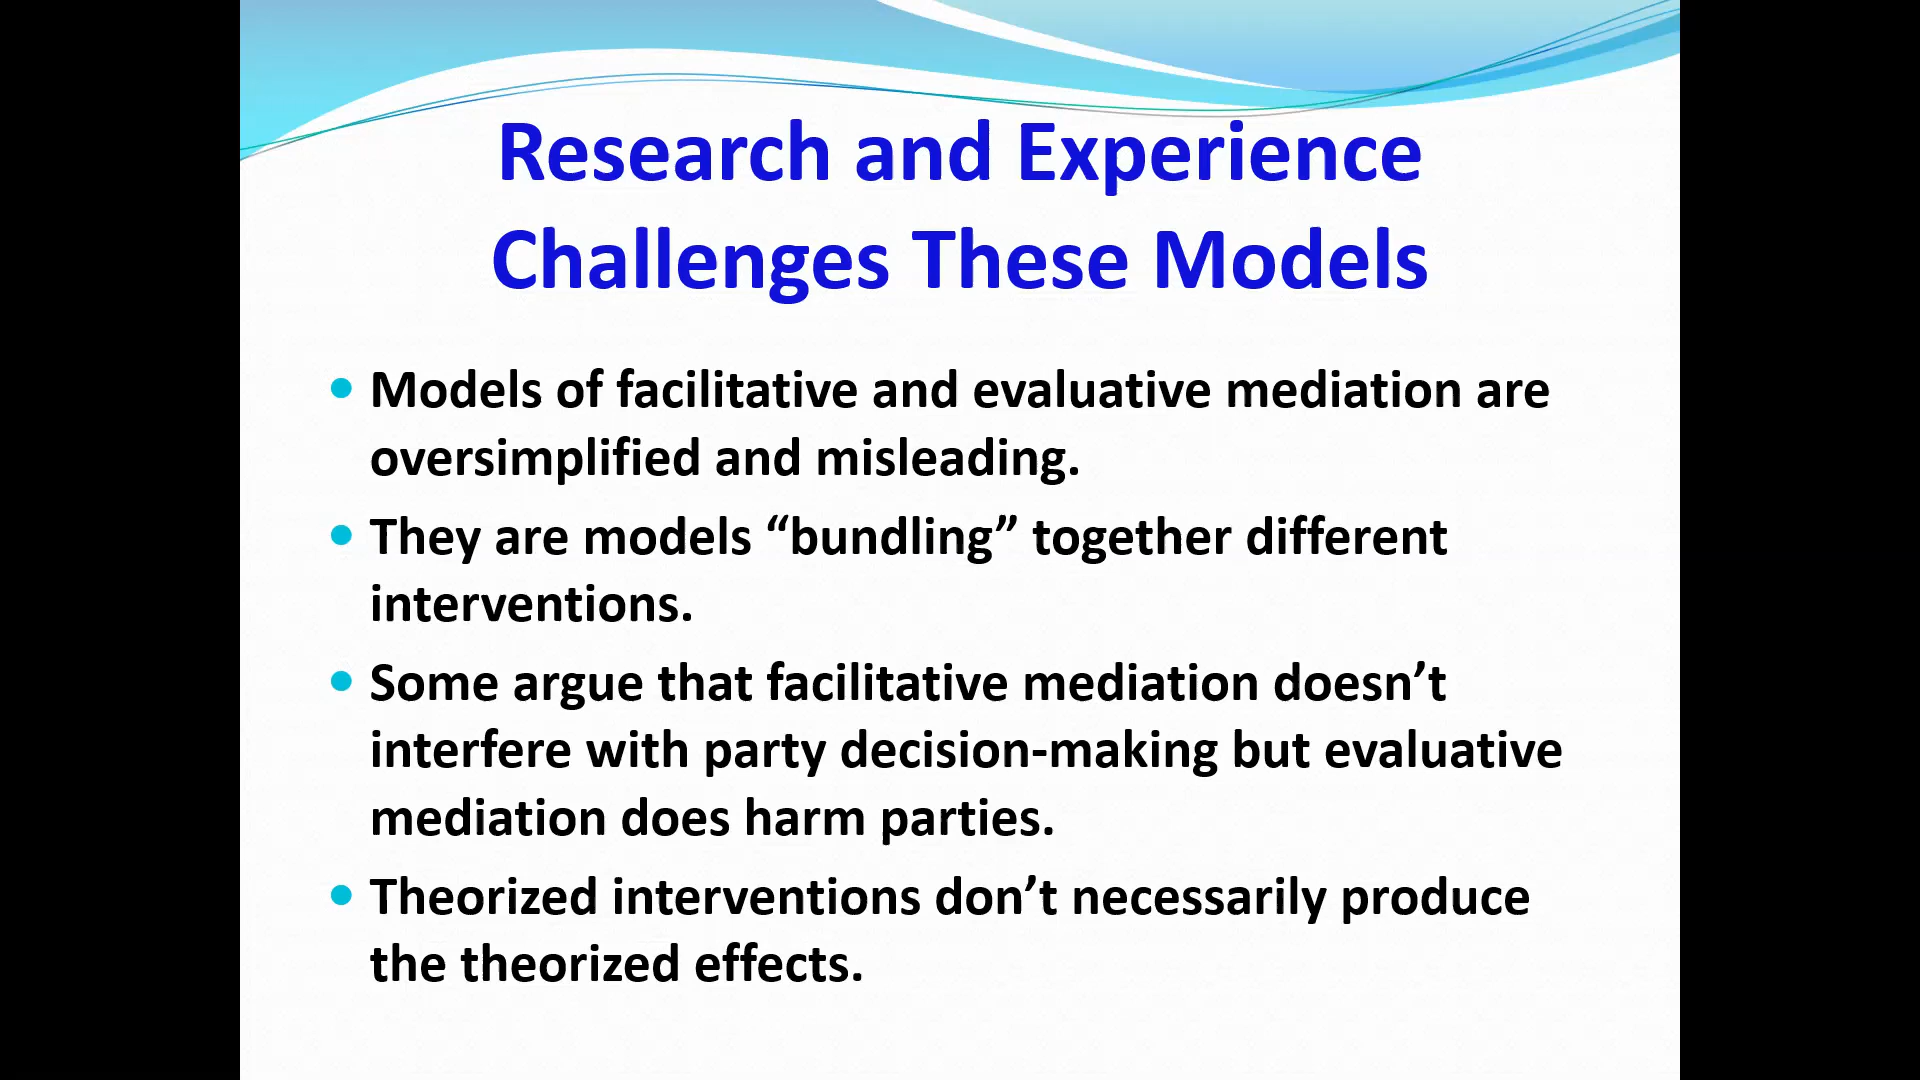 Research and Experience
Challenges These Models
• Models of facilitative and evaluative mediation are
oversimplified and misleading.
• They are models “bundling” together different
interventions.
• Some argue that facilitative mediation doesn’t
interfere with party decision-making but evaluative
mediation does harm parties.
• Theorized interventions don’t necessarily produce
the theorized effects.